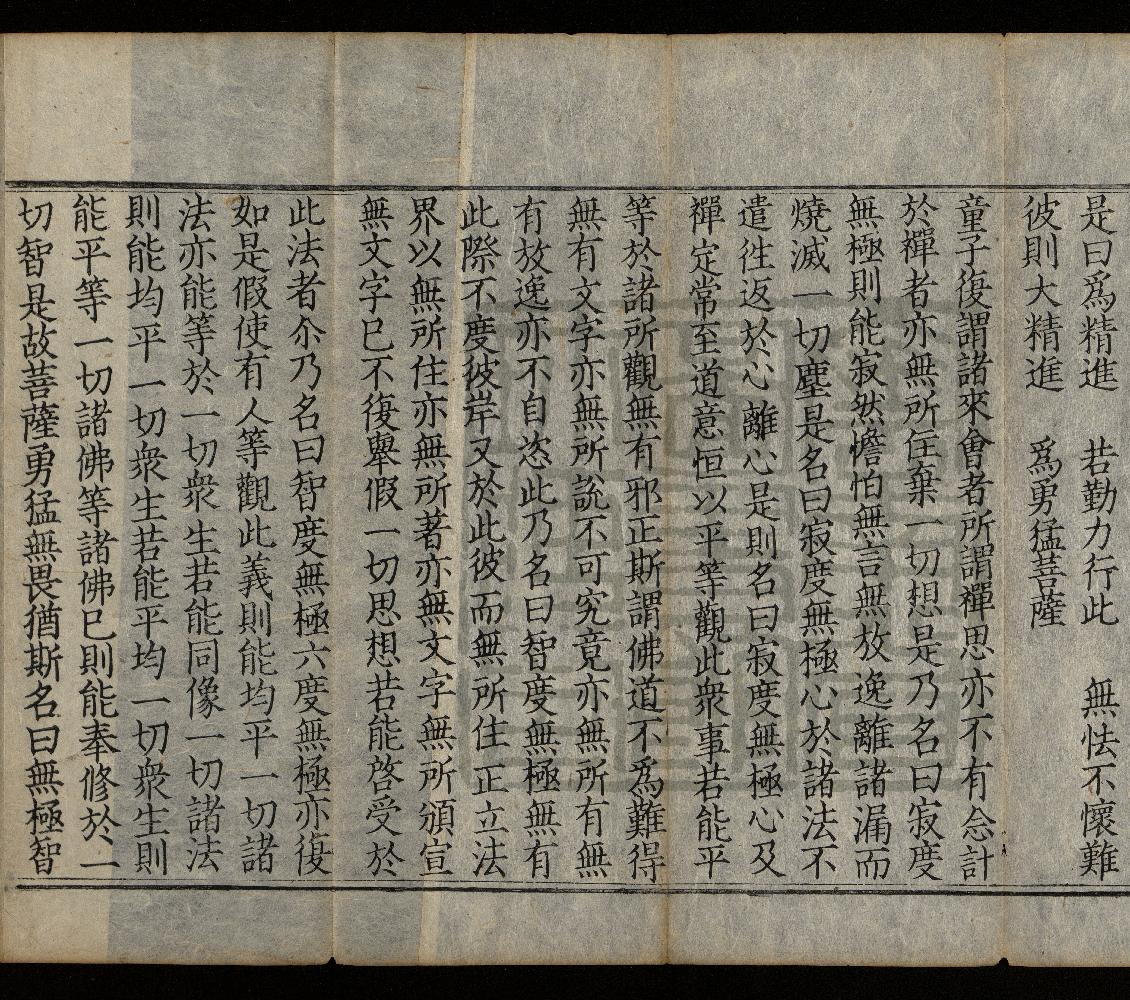 是曰爲精進　若勤力行此　無怯不懷難
彼則大精進　爲勇猛菩薩
童子復謂諸來會者所謂禪思亦不有念計
於禪者亦無所住棄一切想是乃名曰寂度
無極則能寂然憺怕無言無放逸離諸漏而
燒滅一切塵是名曰寂度無極心於諸法不
遣徃返於心離心是則名曰寂度無極心及
禪定常至道意恒以平等觀此衆事若能平
等於諸所觀無有邪正斯謂佛道不爲難得
無有文字亦無所說不可究竟亦無所有無
有放逸亦不自恣此乃名曰智度無極無有
此際不度彼岸又於此彼而無所住正立法
界以無所住亦無所著亦無文字無所頒宣
無文字已不復舉假一切思想若能啓受於
此法者尒乃名曰智度無極六度無極亦復
如是假使有人等觀此義則能均平一切諸
法亦能等於一切衆生若能同像一切諸法
則能均平一切衆生若能平均一切衆生則
能平等一切諸佛等諸佛已則能奉修於一
切智是故菩薩勇猛無畏猶斯名曰無極智